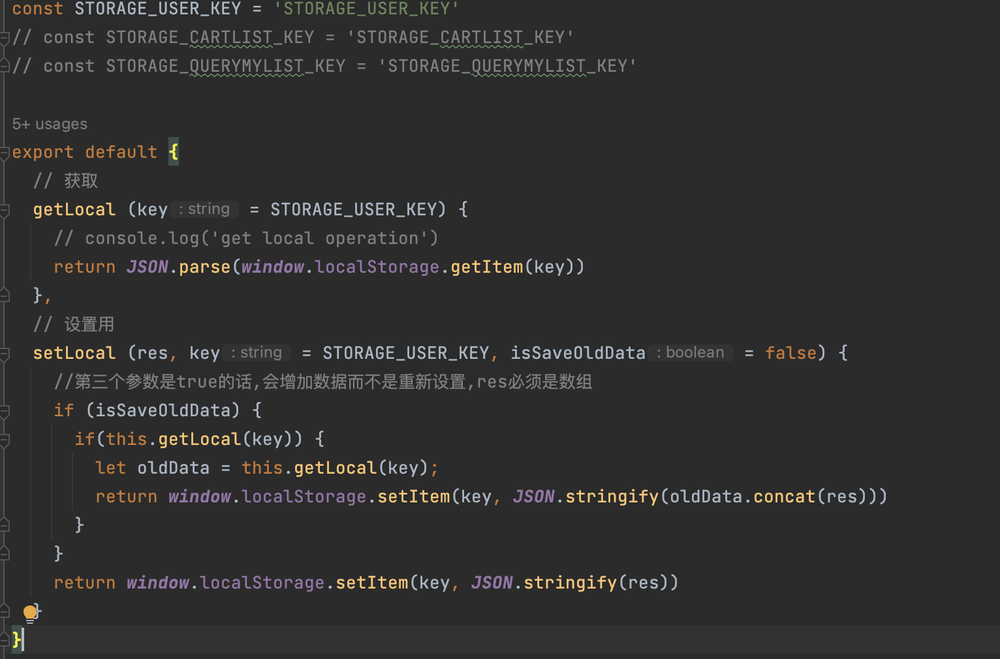 const STORAGE_USER_KEY = 'STORAGE_USER_KEY'
// const STORAGE_CARTLIST_KEY = 'STORAGE_CARTLIST_KEY'
// const STORAGE_QUERYMYLIST_KEY = 'STORAGE_QUERYMYLIST_KEY'
5+ usages
export default {
// 获取
getLocal (key : string = STORAGE_USER_KEY) {
// console.log('get local operation')
return JSON.parse(window.localStorage.getItem(key))
},
// 设置用
setLocal (res, key : string = STORAGE_USER_KEY, isSaveOldData : boolean = false) {
//第三个参数是true的话,会增加数据而不是重新设置,res必须是数组
if (isSaveOldData) {
if(this.getLocal(key)) {
let oldData = this.getLocal(key);
return window.localStorage.setItem(key, JSON.stringify(oldData.concat(res)))
}
}
return window.localStorage.setItem(key, JSON.stringify(res))
}
}